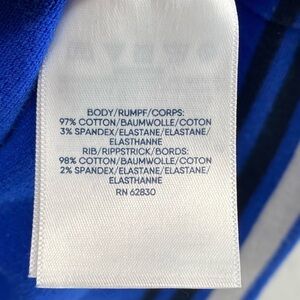 BODY/RUMPF/CORPS:
97% COTTON/BAUMWOLLE/COTON
3% SPANDEX/ELASTANE/ELASTANE/
ELASTHANNE
RIB/RIPPSTRICK/BORDS:
98% COTTON/BAUMWOLLE/COTON
2% SPANDEX/ELASTANE/ELASTANE/
ELASTHANNE
RN 62830